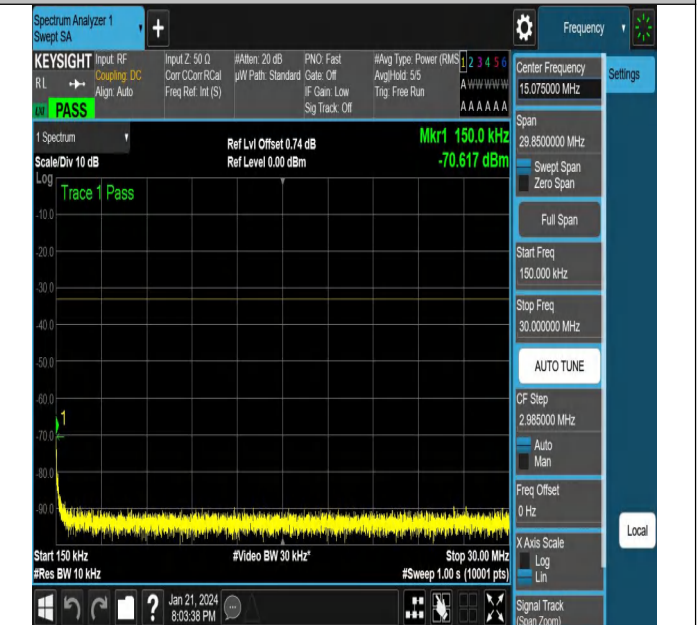 Spectrum Analyzer 1
Swept SA
+
Frequency
KEYSIGHT
RL
PASS
Input: RF
Coupling: DC
Align: Auto
Input Z: 50 Ω
Corr CCorr RCal
Freq Ref: Int (S)
#Atten: 20 dB
µW Path: Standard
PNO: Fast
Gate: Off
IF Gain: Low
Sig Track: Off
#Avg Type: Power (RMS
Avg|Hold: 5/5
Trig: Free Run
1 2 3 4 5 6
A W W W W W
A A A A A A
1 Spectrum
Scale/Div 10 dB
Ref Lvl Offset 0.74 dB
Ref Level 0.00 dBm
Mkr1 150.0 kHz
-70.617 dBm
Log
Trace 1 Pass
-10.0
-20.0
-30.0
-40.0
-50.0
-60.0
1
-70.0
-80.0
-90.0
Start 150 kHz
#Video BW 30 kHz*
Stop 30.00 MHz
#Res BW 10 kHz
#Sweep 1.00 s (10001 pts)
?
Jan 21, 2024
8:03:38 PM
Center Frequency
15.075000 MHz
Settings
Span
29.8500000 MHz
Swept Span
Zero Span
Full Span
Start Freq
150.000 kHz
Stop Freq
30.000000 MHz
AUTO TUNE
CF Step
2.985000 MHz
Auto
Man
Freq Offset
0 Hz
X Axis Scale
Log
Lin
Local
Signal Track
(Span Zoom)